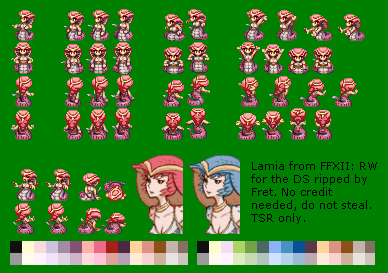 Lamia from FFXII: RW
for the DS ripped by
Fret. No credit
needed, do not steal.
TSR only.